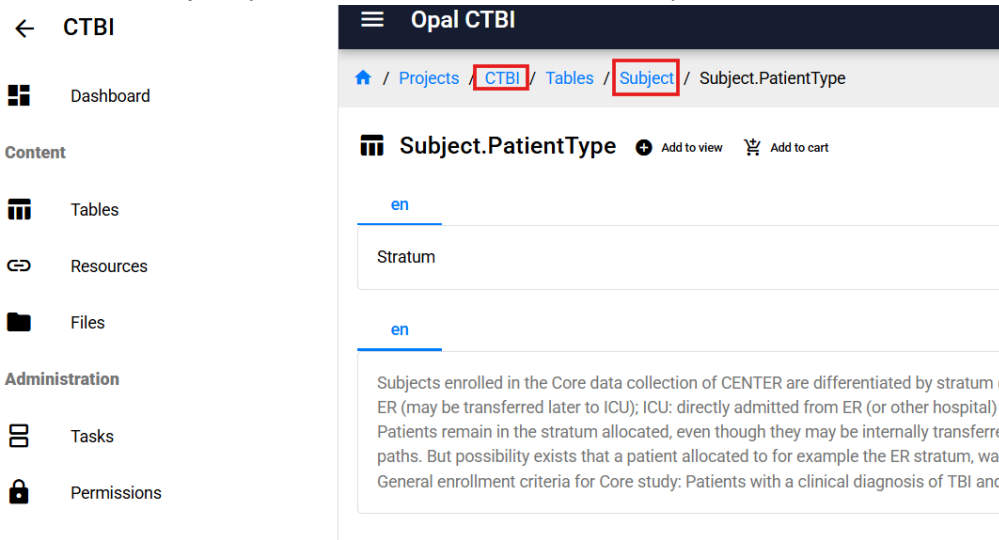 CTBI
Dashboard
Content
Tables
Resources
Files
Administration
Tasks
Permissions
Opal CTBI
/ Projects / CTBI / Tables / Subject / Subject.PatientType
Subject.PatientType Add to view Add to cart
en
Stratum
en
Subjects enrolled in the Core data collection of CENTER are differentiated by stratum
ER (may be transferred later to ICU); ICU: directly admitted from ER (or other hospital)
Patients remain in the stratum allocated, even though they may be internally transferre
paths. But possibility exists that a patient allocated to for example the ER stratum, wa
General enrollment criteria for Core study: Patients with a clinical diagnosis of TBI and